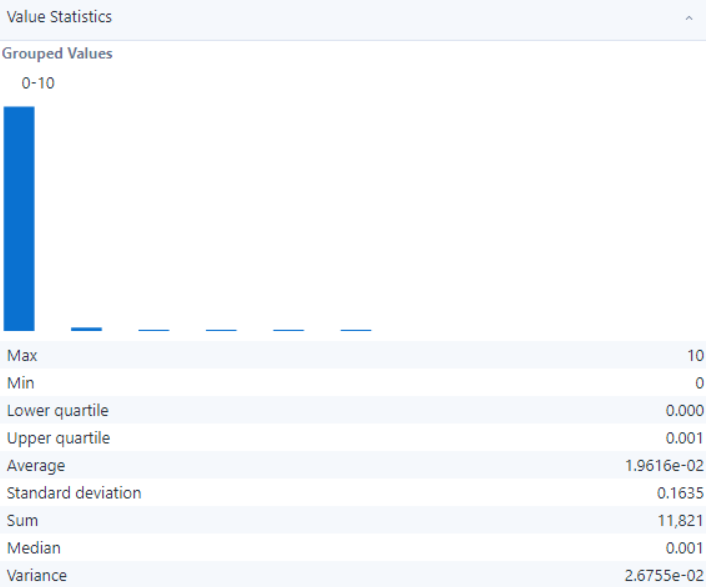 Value Statistics
Grouped Values
0-10
Max 10
Min 0
Lower quartile 0.000
Upper quartile 0.001
Average 1.9616e-02
Standard deviation 0.1635
Sum 11,821
Median 0.001
Variance 2.6755e-02